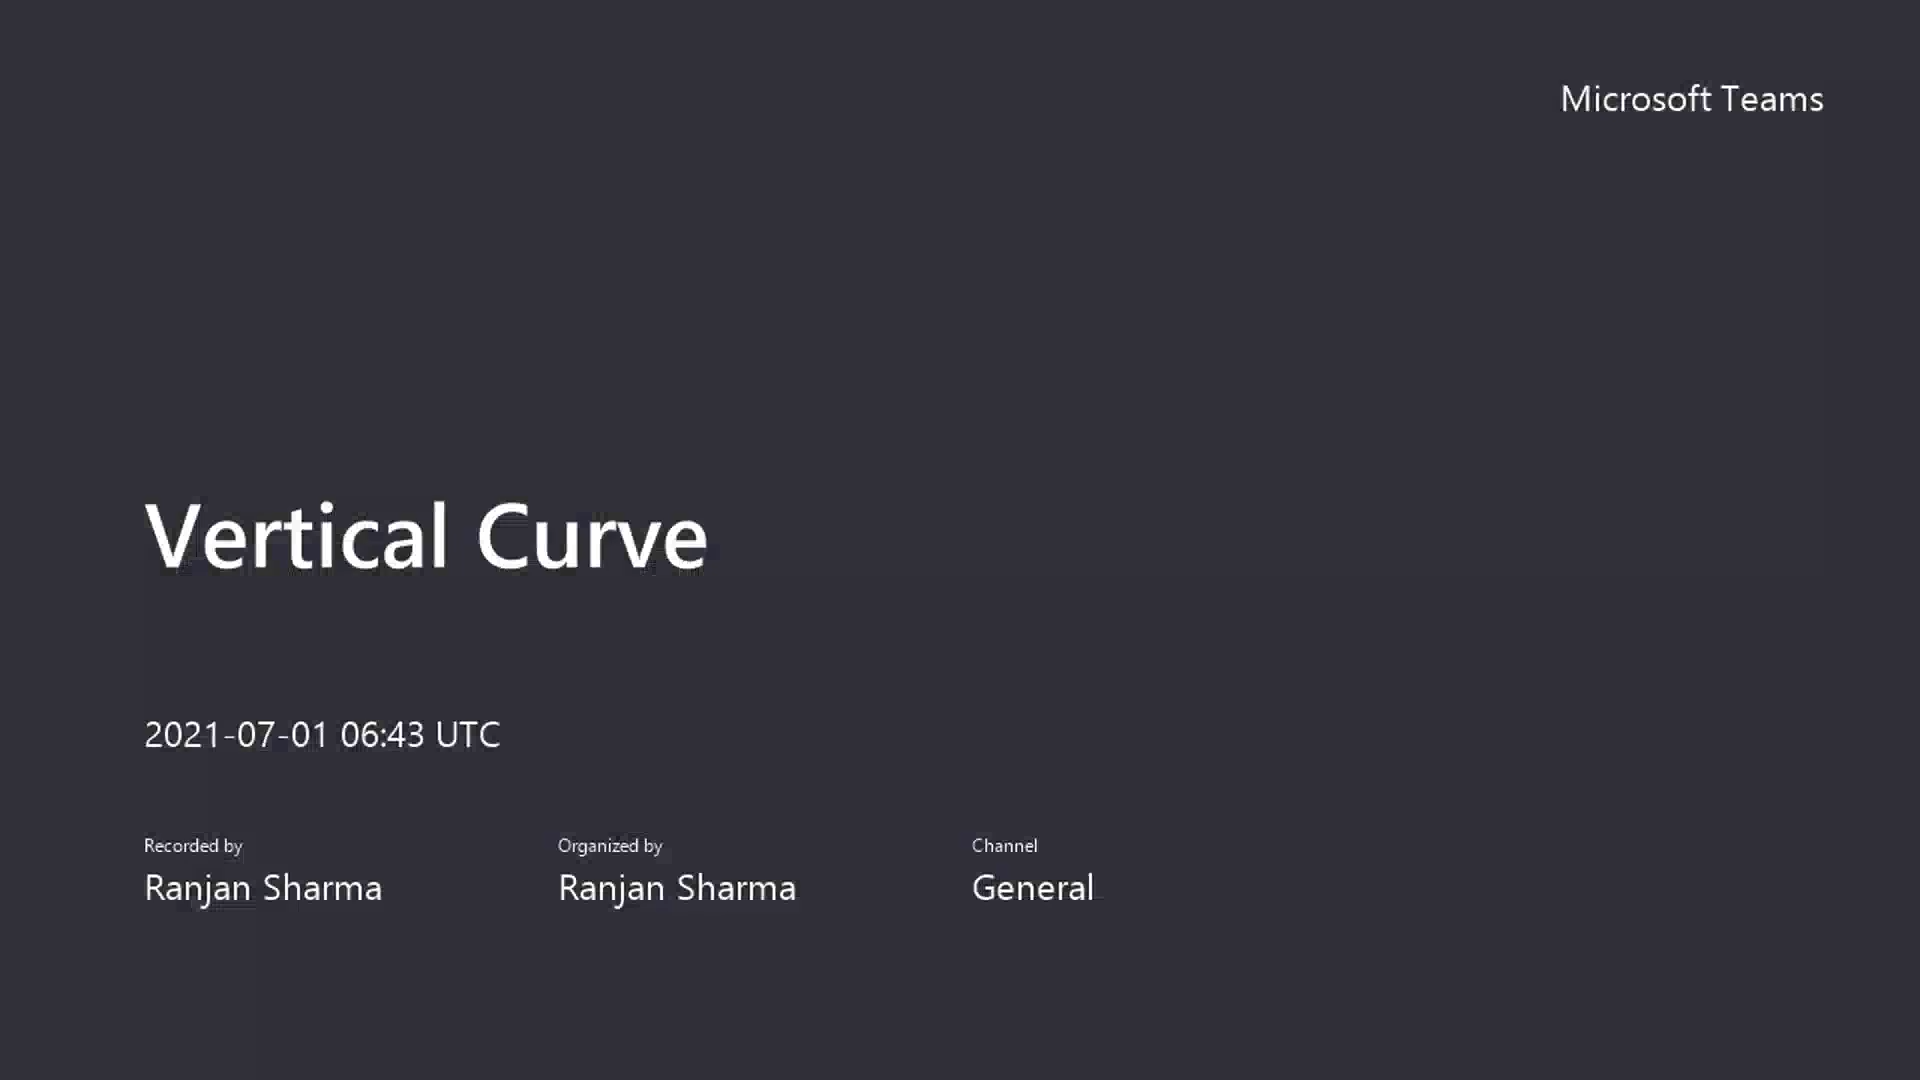 Microsoft Teams
Vertical Curve
2021-07-01 06:43 UTC
Recorded by
Ranjan Sharma
Organized by
Ranjan Sharma
Channel
General